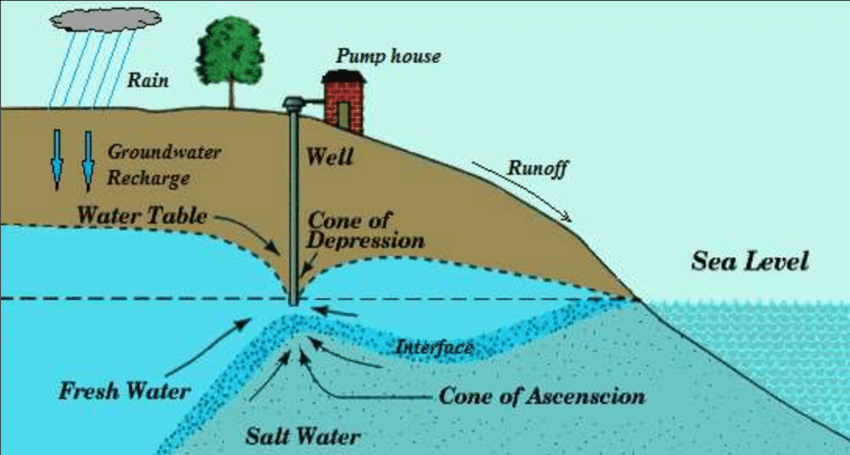 Pump house
Rain
Groundwater
Recharge
Well
Runoff
Water Table
Cone of
Depression
Sea Level
Interface
Fresh Water
Cone of Ascenscion
Salt Water